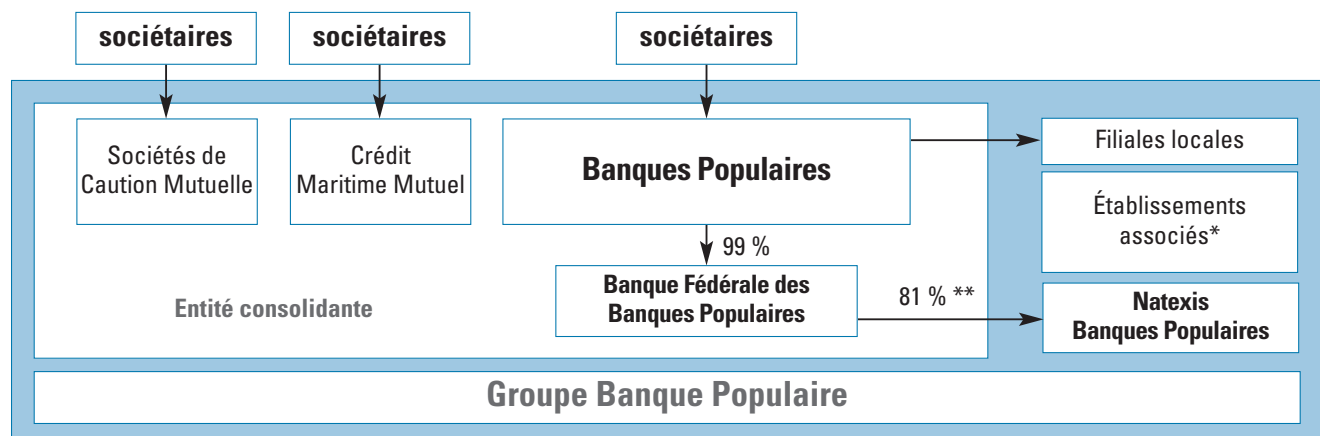 sociétaires
sociétaires
sociétaires
Sociétés de
Caution Mutuelle
Crédit
Maritime Mutuel
Banques Populaires
Filiales locales
Établissements
associés*
99 %
Banque Fédérale des
Banques Populaires
81 % **
Natexis
Banques Populaires
Entité consolidante
Groupe Banque Populaire